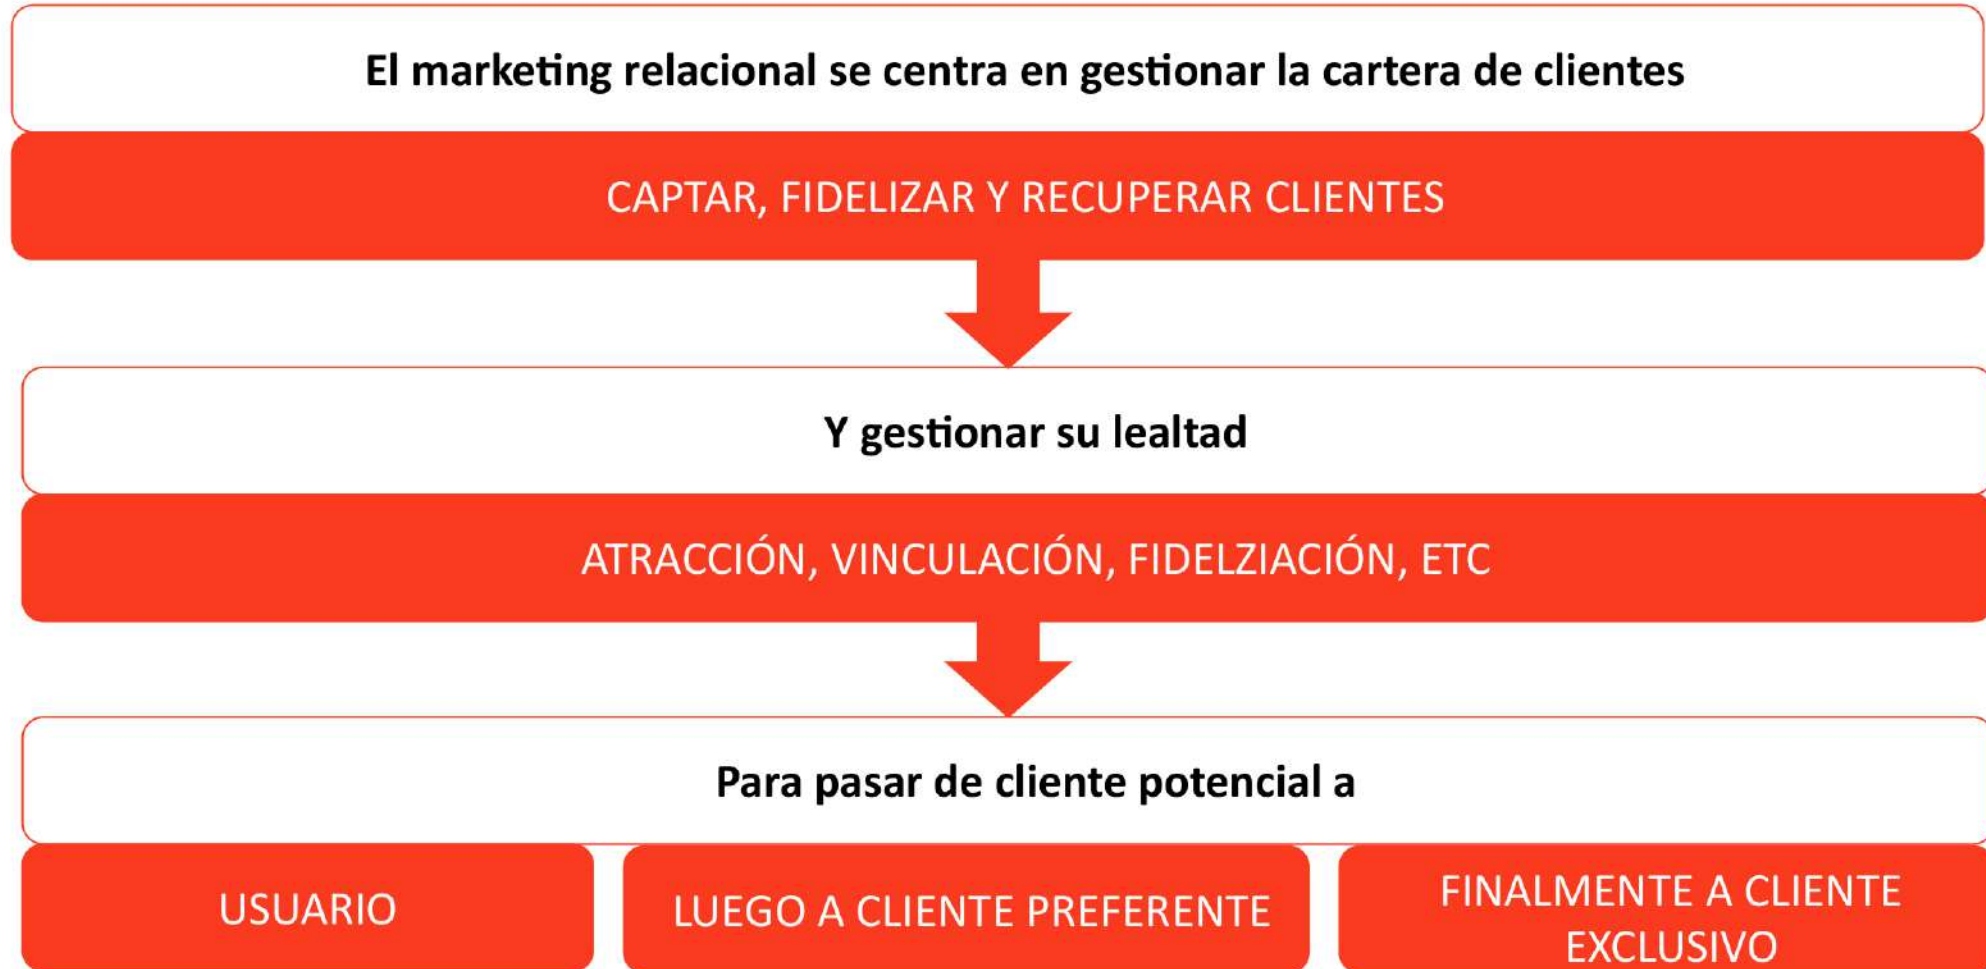 El marketing relacional se centra en gestionar la cartera de clientes
CAPTAR, FIDELIZAR Y RECUPERAR CLIENTES
Y gestionar su lealtad
ATRACCIÓN, VINCULACIÓN, FIDELZIACIÓN, ETC
Para pasar de cliente potencial a
USUARIO
LUEGO A CLIENTE PREFERENTE
FINALMENTE A CLIENTE
EXCLUSIVO